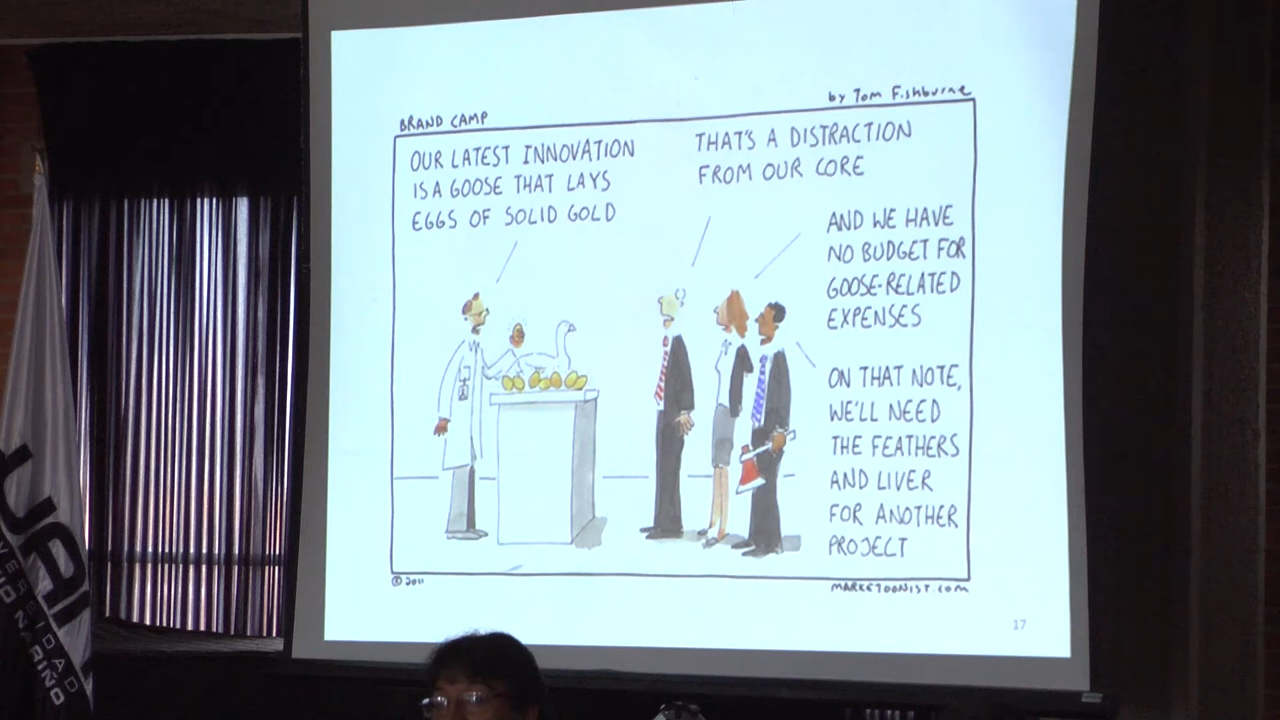 BRAND CAMP
by Tom Fishburne
OUR LATEST INNOVATION
IS A GOOSE THAT LAYS
EGGS OF SOLID GOLD
THAT'S A DISTRACTION
FROM OUR CORE
AND WE HAVE
NO BUDGET FOR
GOOSE-RELATED
EXPENSES
ON THAT NOTE,
WE'LL NEED
THE FEATHERS
AND LIVER
FOR ANOTHER
PROJECT
© 2011
MARKETOONIST.COM
17
UAN
NARIÑO